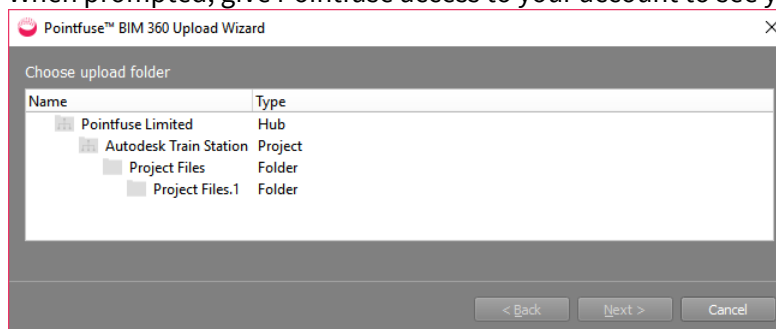 When prompted, give Pointfuse access to your account to see y
Pointfuse™ BIM 360 Upload Wizard
Choose upload folder
Name Type
Pointfuse Limited Hub
Autodesk Train Station Project
Project Files Folder
Project Files.1 Folder
< Back Next > Cancel